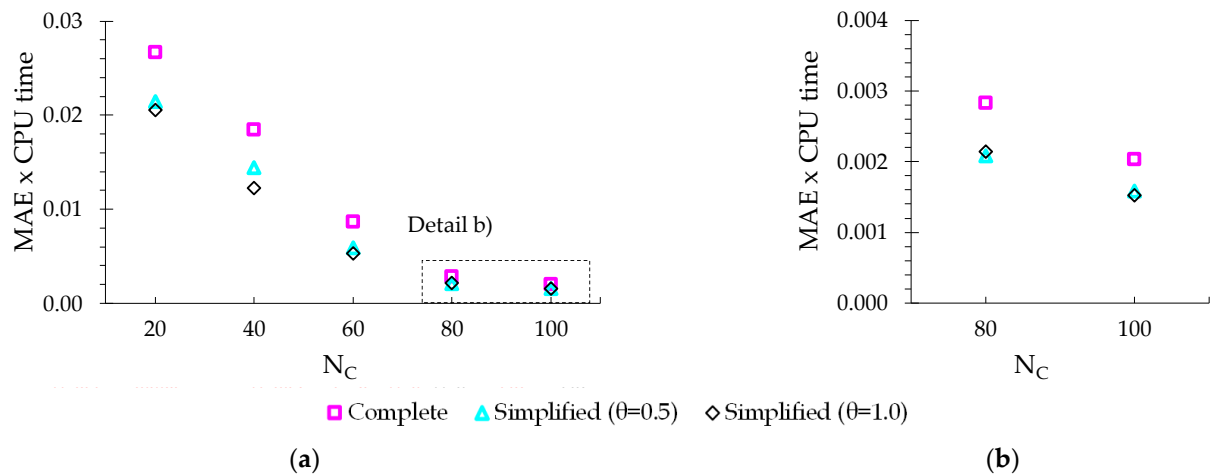 MAE x CPU time
0.03
0.02
0.01
0.00
Detail b)
20 40 60 80 100
N_C
MAE x CPU time
0.004
0.003
0.002
0.001
0.000
80 100
N_C
Complete Simplified (θ=0.5) Simplified (θ=1.0)
(a) (b)